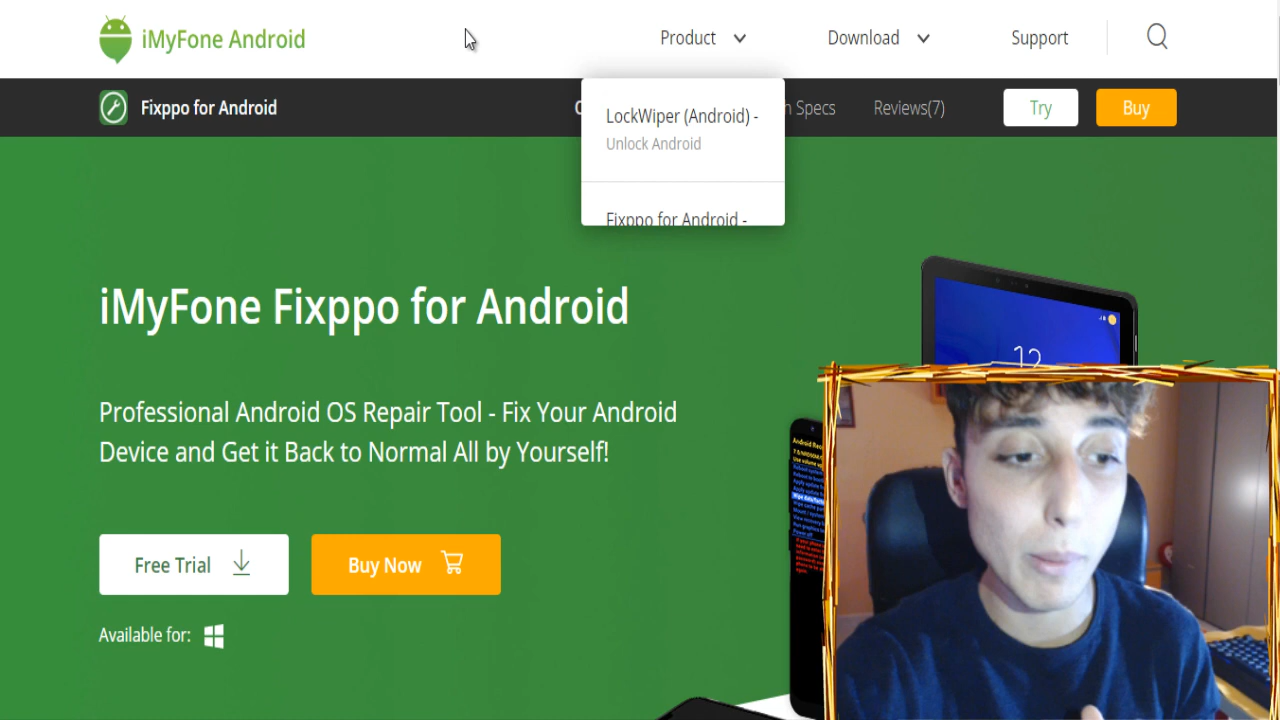 iMyFone Android
Product
Download
Support
Fixppo for Android
Specs
Reviews(7)
Try
Buy
LockWiper (Android) -
Unlock Android
Fixppo for Android -
iMyFone Fixppo for Android
12
Professional Android OS Repair Tool - Fix Your Android
Device and Get it Back to Normal All by Yourself!
Free Trial
Buy Now
Available for: